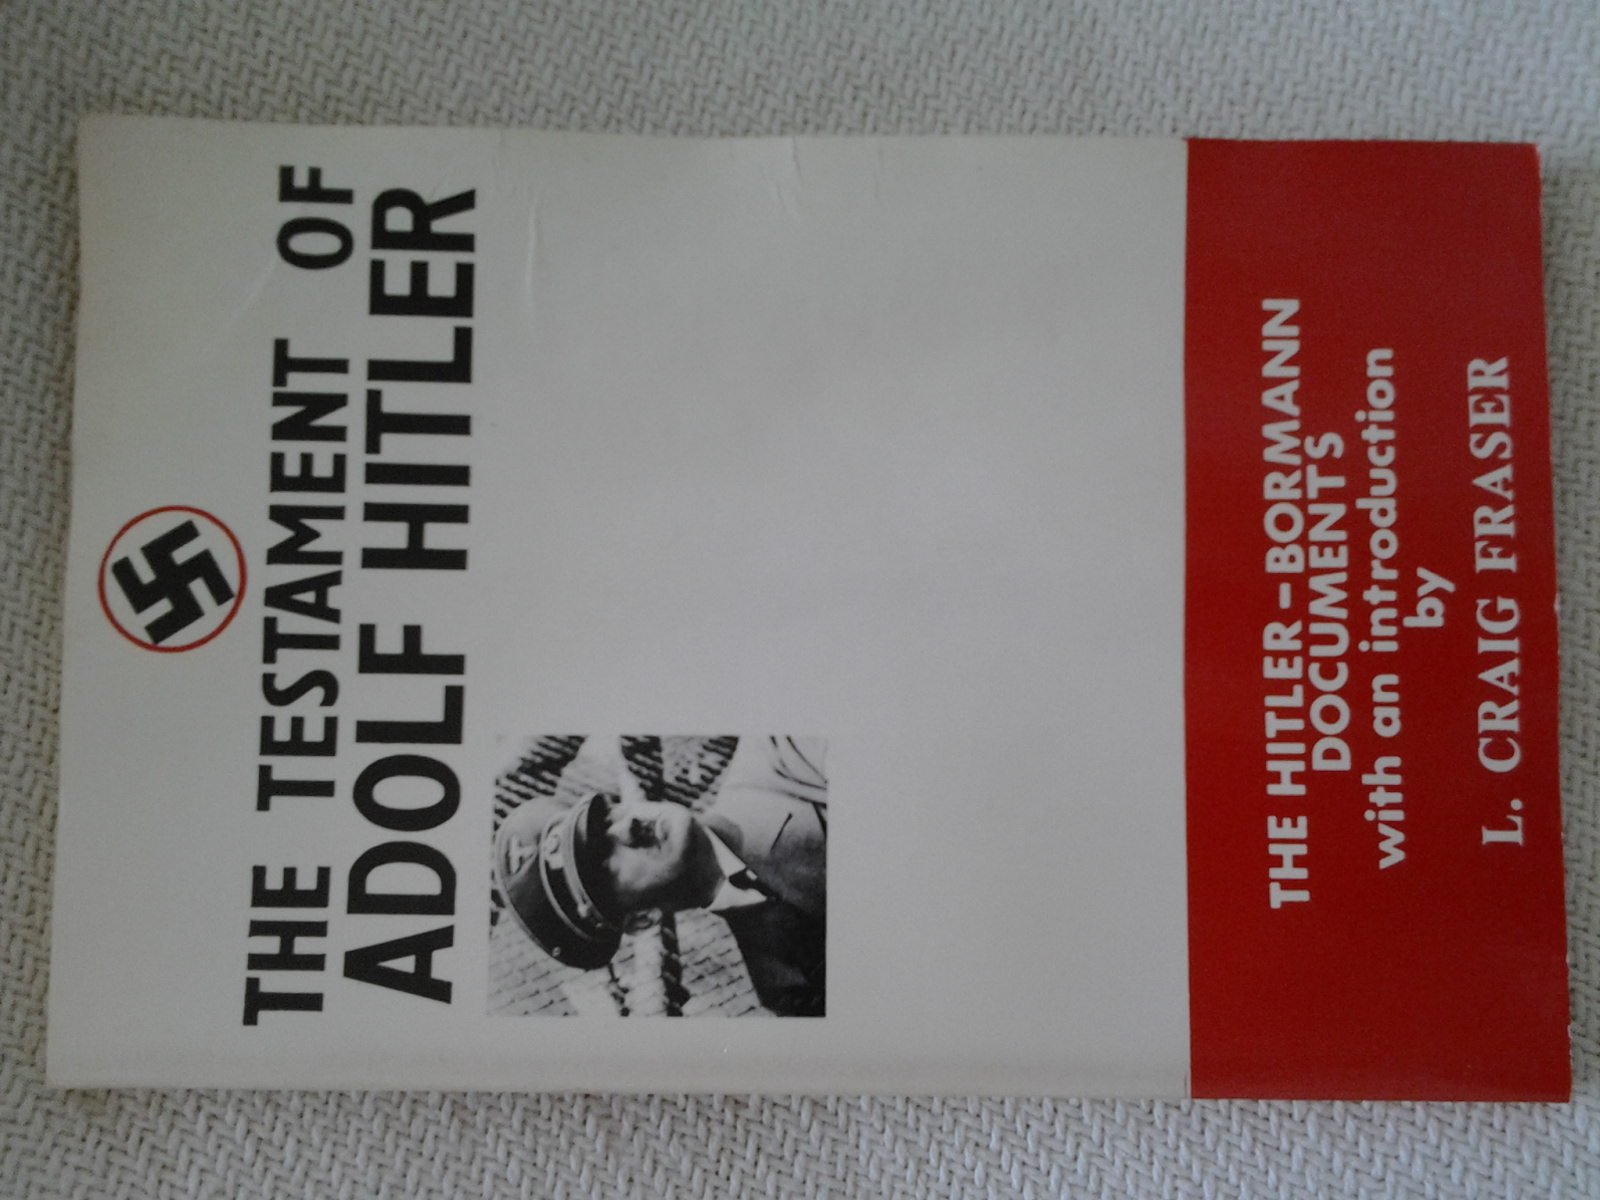 THE TESTAMENT OF
ADOLF HITLER
THE HITLER-BORMANN
DOCUMENTS
with an introduction
by
L. CRAIG FRASER